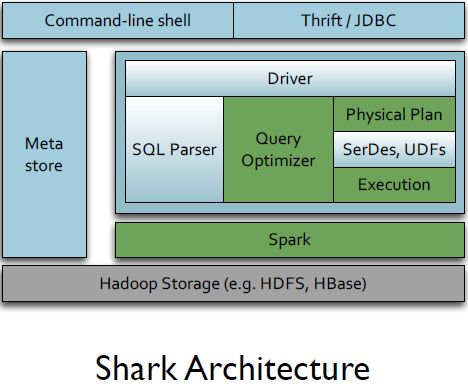 Command-line shell
Thrift / JDBC
Meta
store
Driver
SQL Parser
Query
Optimizer
Physical Plan
SerDes, UDFs
Execution
Spark
Hadoop Storage (e.g. HDFS, HBase)
Shark Architecture